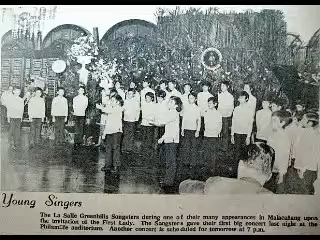 Young Singers
The La Salle Greenhills Sangsters during one of their many appearances in Malacañang upon
the invitation of the First Lady. The Sangsters gave their first big concert last night at the
Philamlife auditorium. Another concert is scheduled for tomorrow at 7 p.m.